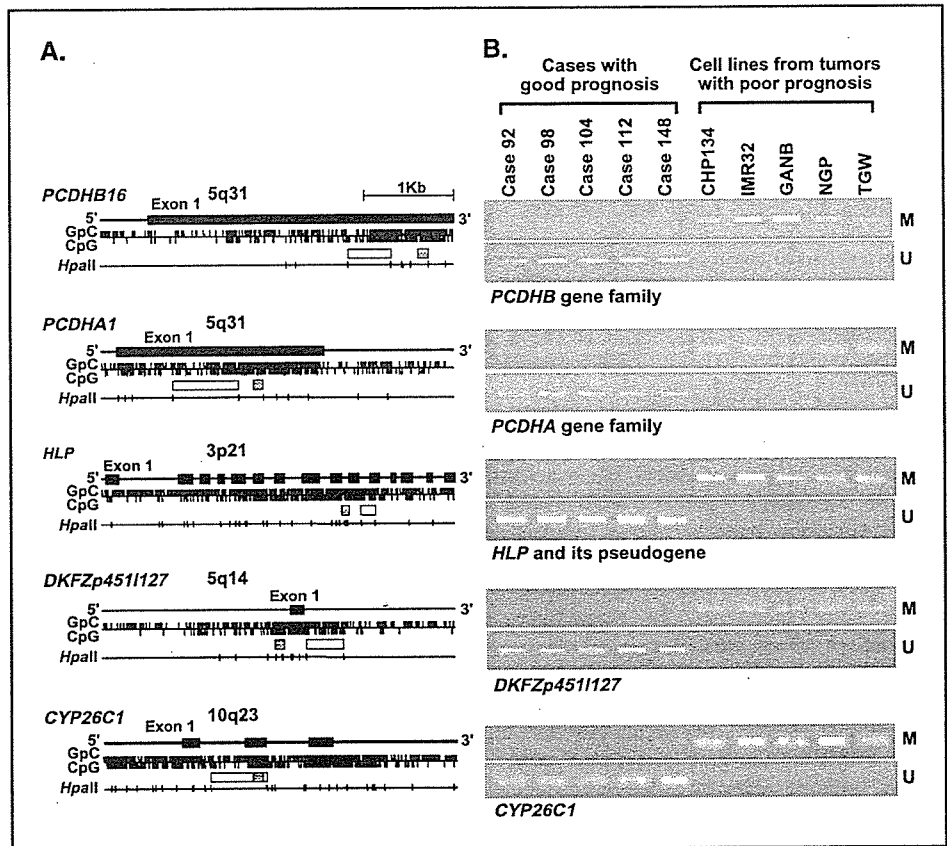 A.
PCDHB16
5q31
1Kb
Exon 1
5'
3'
GpC
CpG
HpaII
PCDHA1
5q31
Exon 1
5'
3'
GpC
CpG
HpaII
HLP
3p21
Exon 1
5'
3'
GpC
CpG
HpaII
DKFZp451I127
5q14
Exon 1
5'
3'
GpC
CpG
HpaII
CYP26C1
10q23
Exon 1
5'
3'
GpC
CpG
HpaII
B.
Cases with
good prognosis
Cell lines from tumors
with poor prognosis
Case 92
Case 98
Case 104
Case 112
Case 148
CHP134
IMR32
GANB
NGP
TGW
M
U
PCDHB gene family
M
U
PCDHA gene family
M
U
HLP and its pseudogene
M
U
DKFZp451I127
M
U
CYP26C1